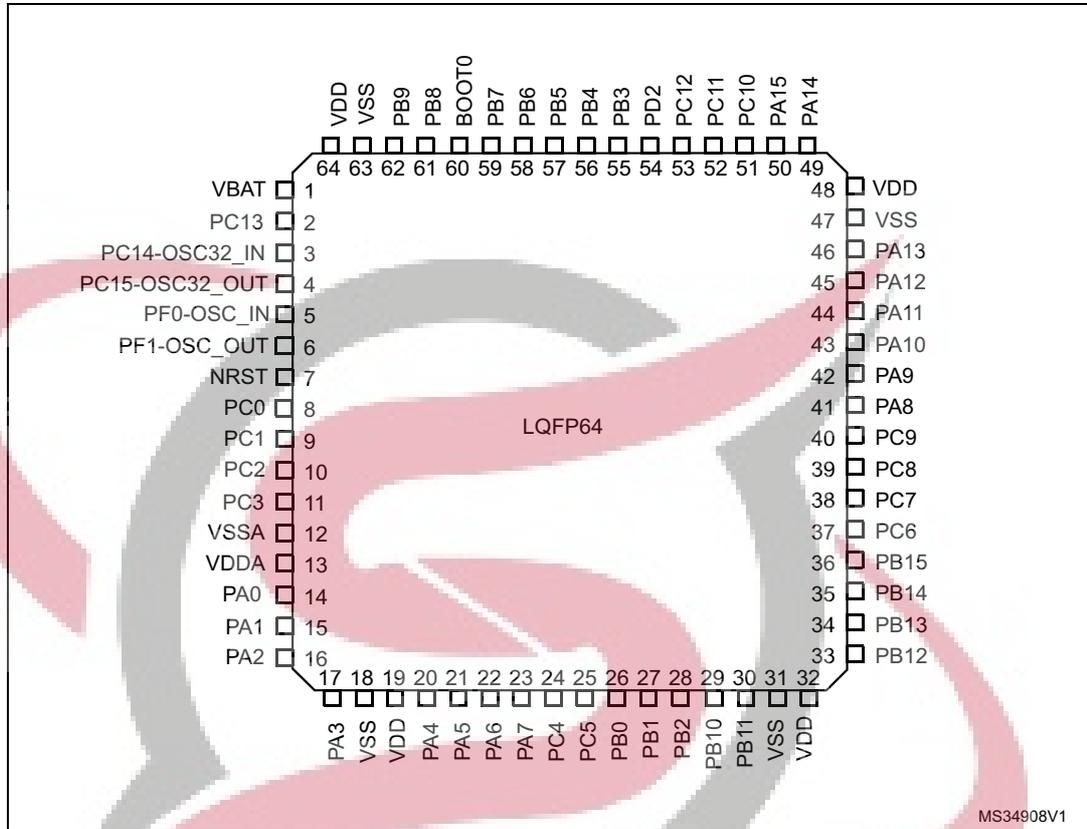 VDD VSS PB9 PB8 BOOT0 PB7 PB6 PB5 PB4 PB3 PD2 PC12 PC11 PC10 PA15 PA14
64 63 62 61 60 59 58 57 56 55 54 53 52 51 50 49
VBAT 1 48 VDD
PC13 2 47 VSS
PC14-OSC32_IN 3 46 PA13
PC15-OSC32_OUT 4 45 PA12
PF0-OSC_IN 5 44 PA11
PF1-OSC_OUT 6 43 PA10
NRST 7 42 PA9
PC0 8 41 PA8
LQFP64
PC1 9 40 PC9
PC2 10 39 PC8
PC3 11 38 PC7
VSSA 12 37 PC6
VDDA 13 36 PB15
PA0 14 35 PB14
PA1 15 34 PB13
PA2 16 33 PB12
17 18 19 20 21 22 23 24 25 26 27 28 29 30 31 32
PA3 VSS VDD PA4 PA5 PA6 PA7 PC4 PC5 PB0 PB1 PB2 PB10 PB11 VSS VDD
MS34908V1